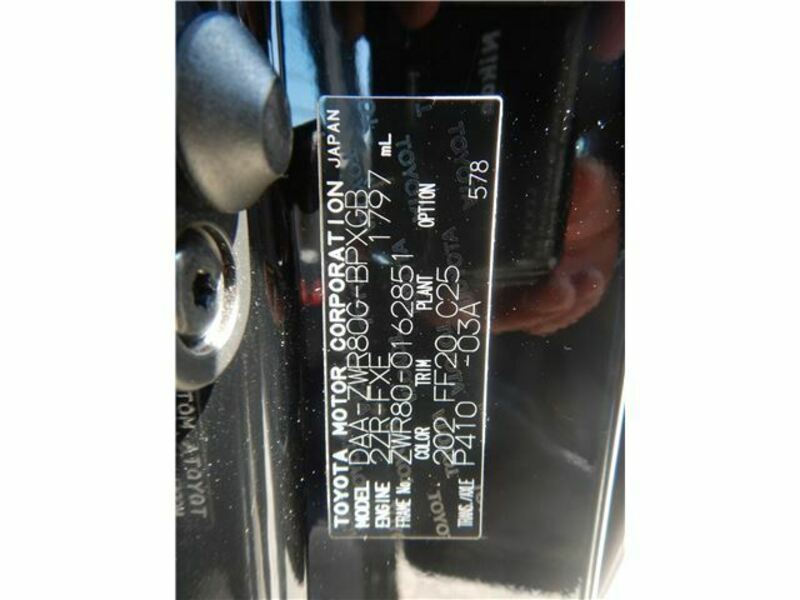 TOYOTA MOTOR CORPORATION JAPAN
MODEL DAA-ZWR80G-BPXGB
ENGINE 2ZR-FXE 1797 mL
FRAME No. ZWR80-0162851
COLOR TRIM PLANT OPTION
202 FF20 C25
TRANS./AXLE P410 -03A 578